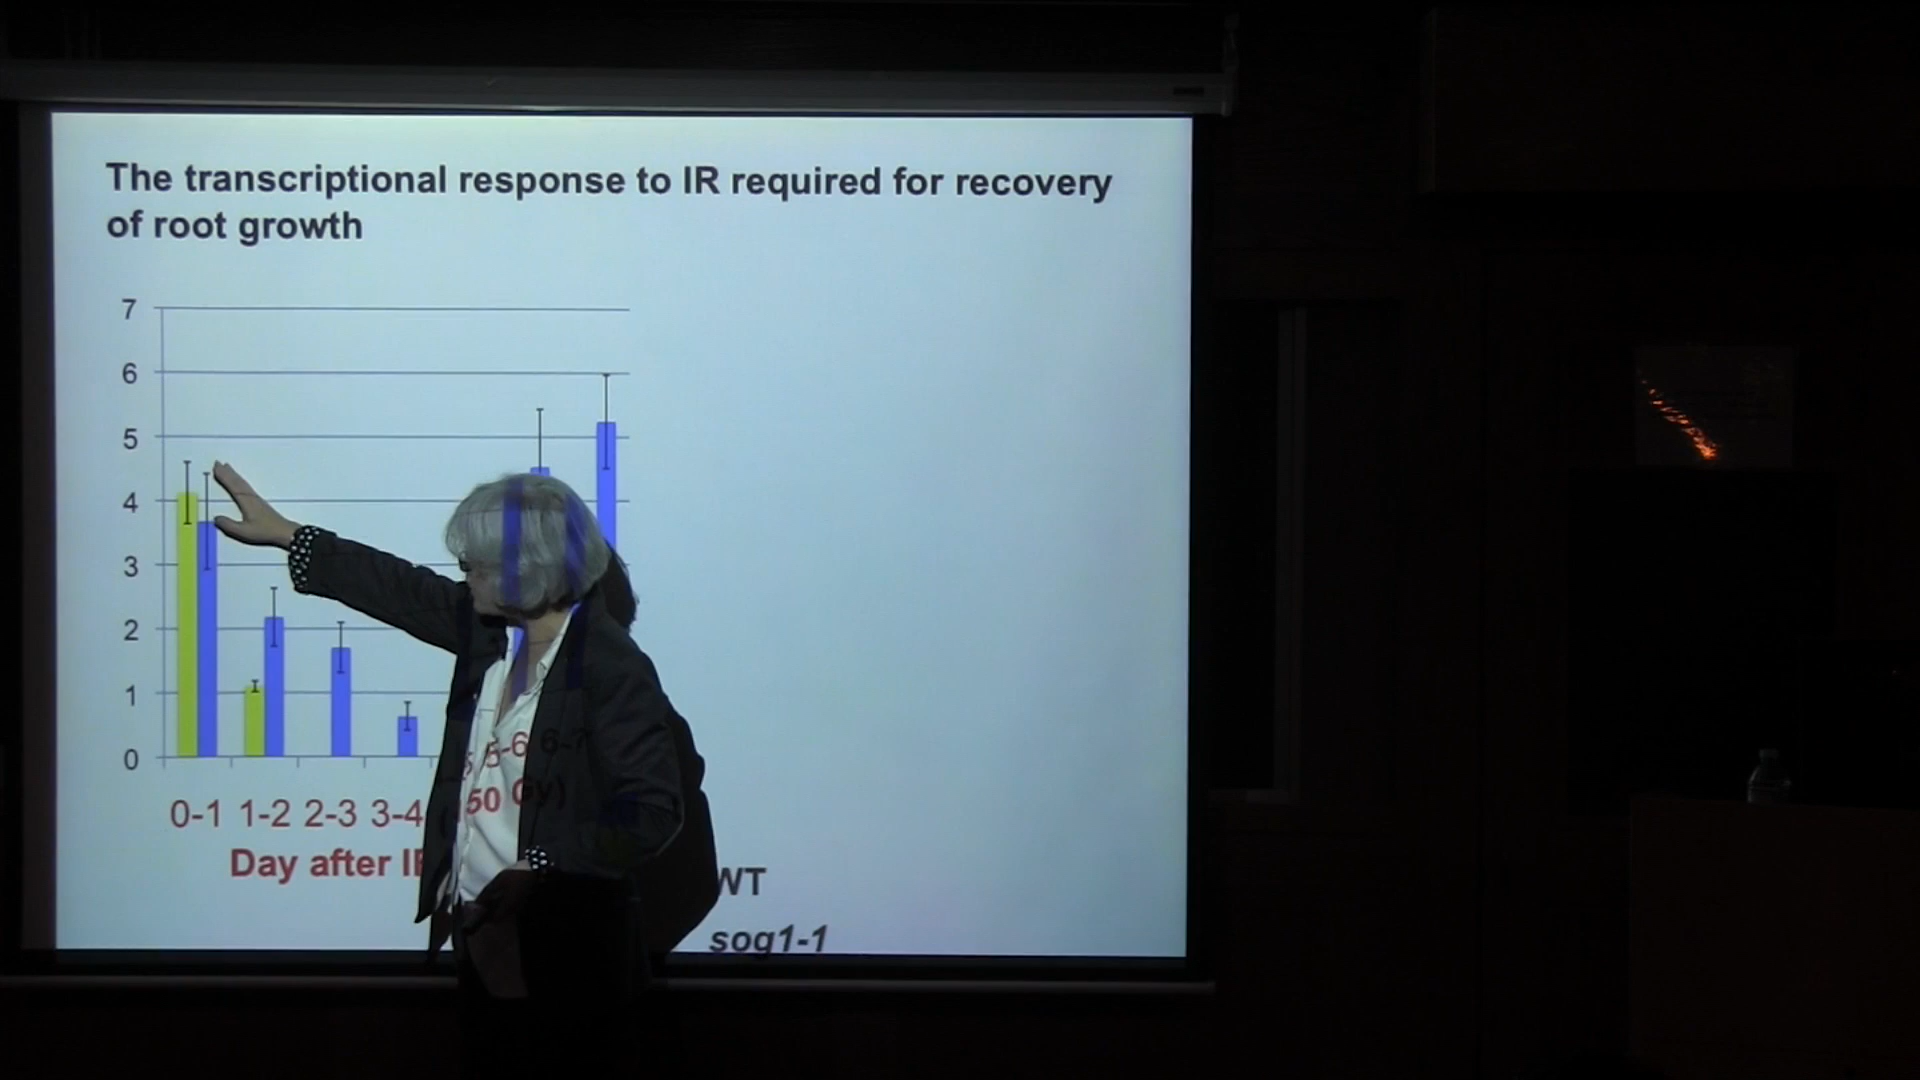 The transcriptional response to IR required for recovery
of root growth
7
6
5
4
3
2
1
0
0-1 1-2 2-3 3-4 5-6 6-7
Day after I 50 Gy)
WT
sog1-1